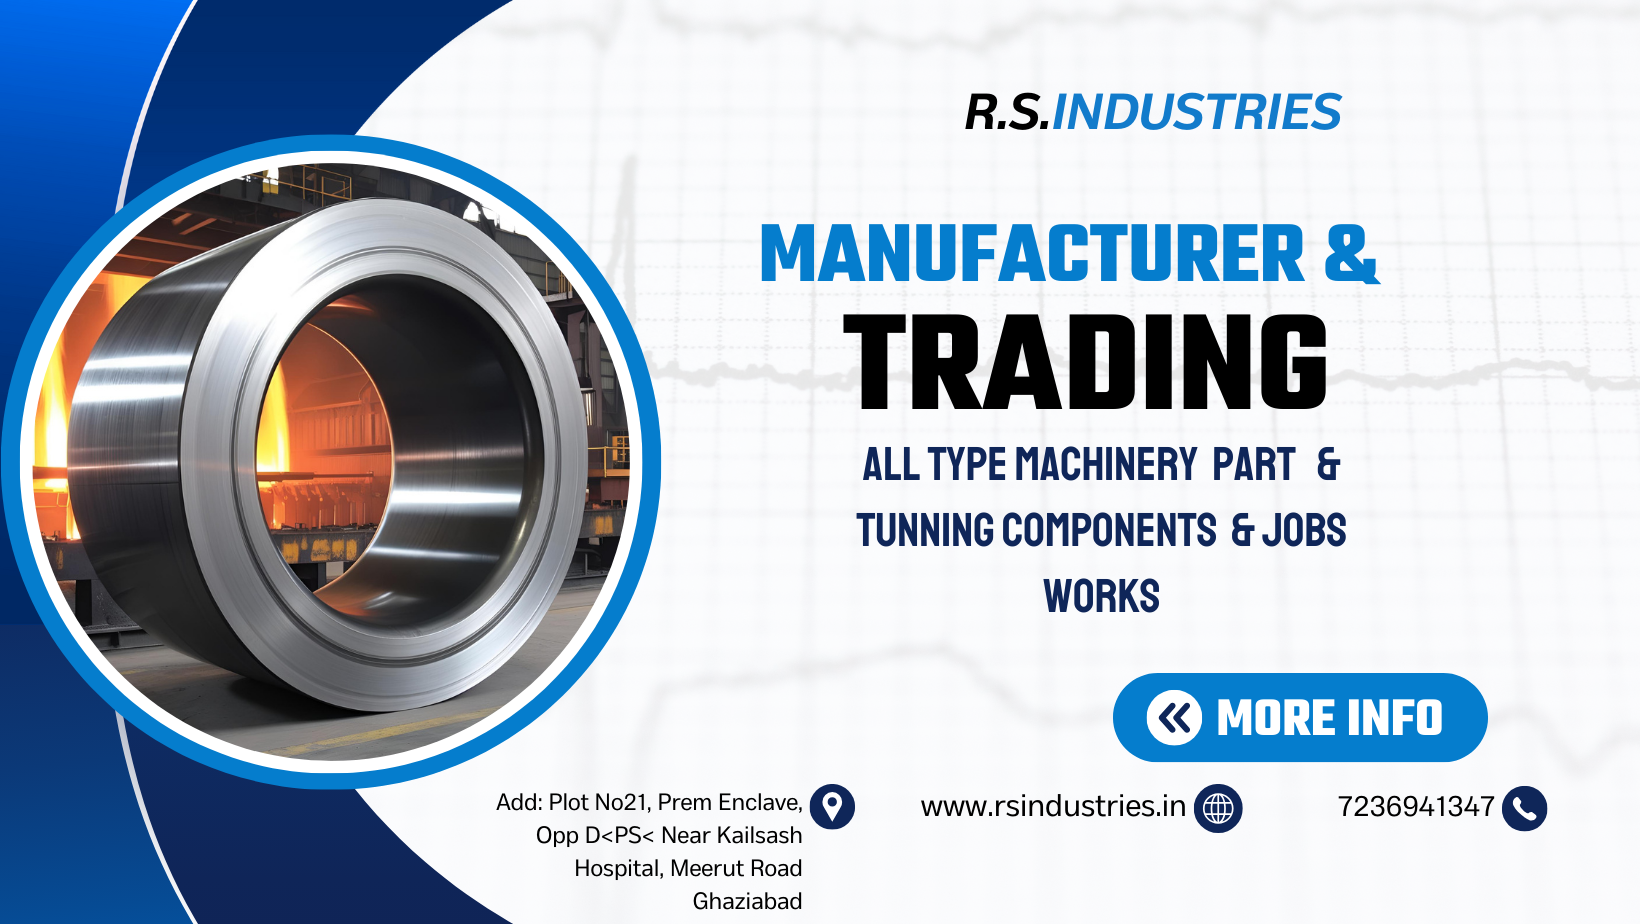 R.S.INDUSTRIES
MANUFACTURER &
TRADING
ALL TYPE MACHINERY PART &
TUNNING COMPONENTS & JOBS
WORKS
MORE INFO
Add: Plot No21, Prem Enclave,
Opp D<PS< Near Kailsash
Hospital, Meerut Road
Ghaziabad
www.rsindustries.in
7236941347